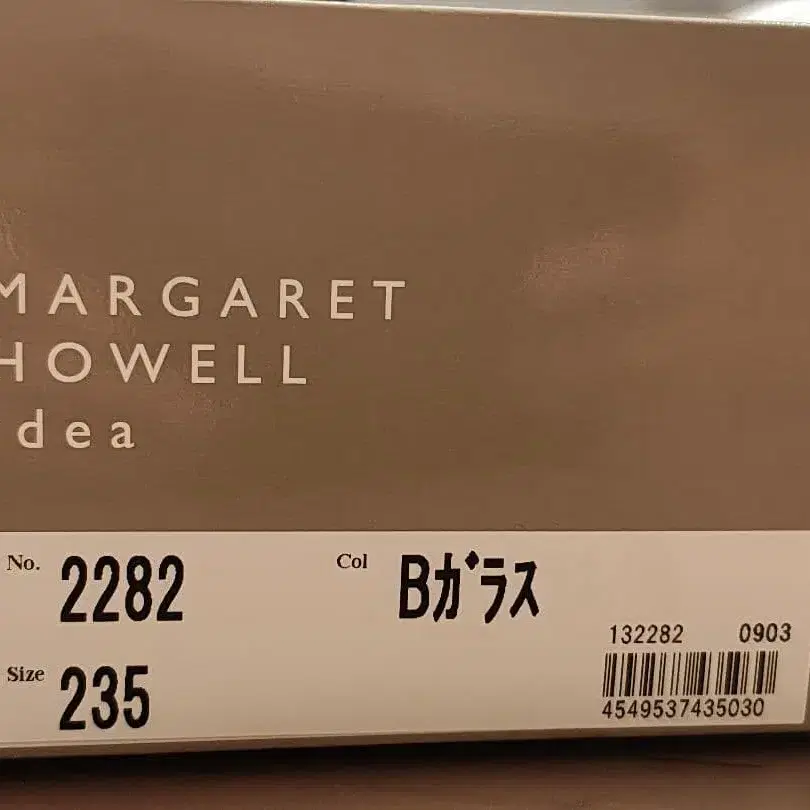 MARGARET
HOWELL
idea
No. 2282 Col Bガラス
132282 0903
Size 235
4549537435030